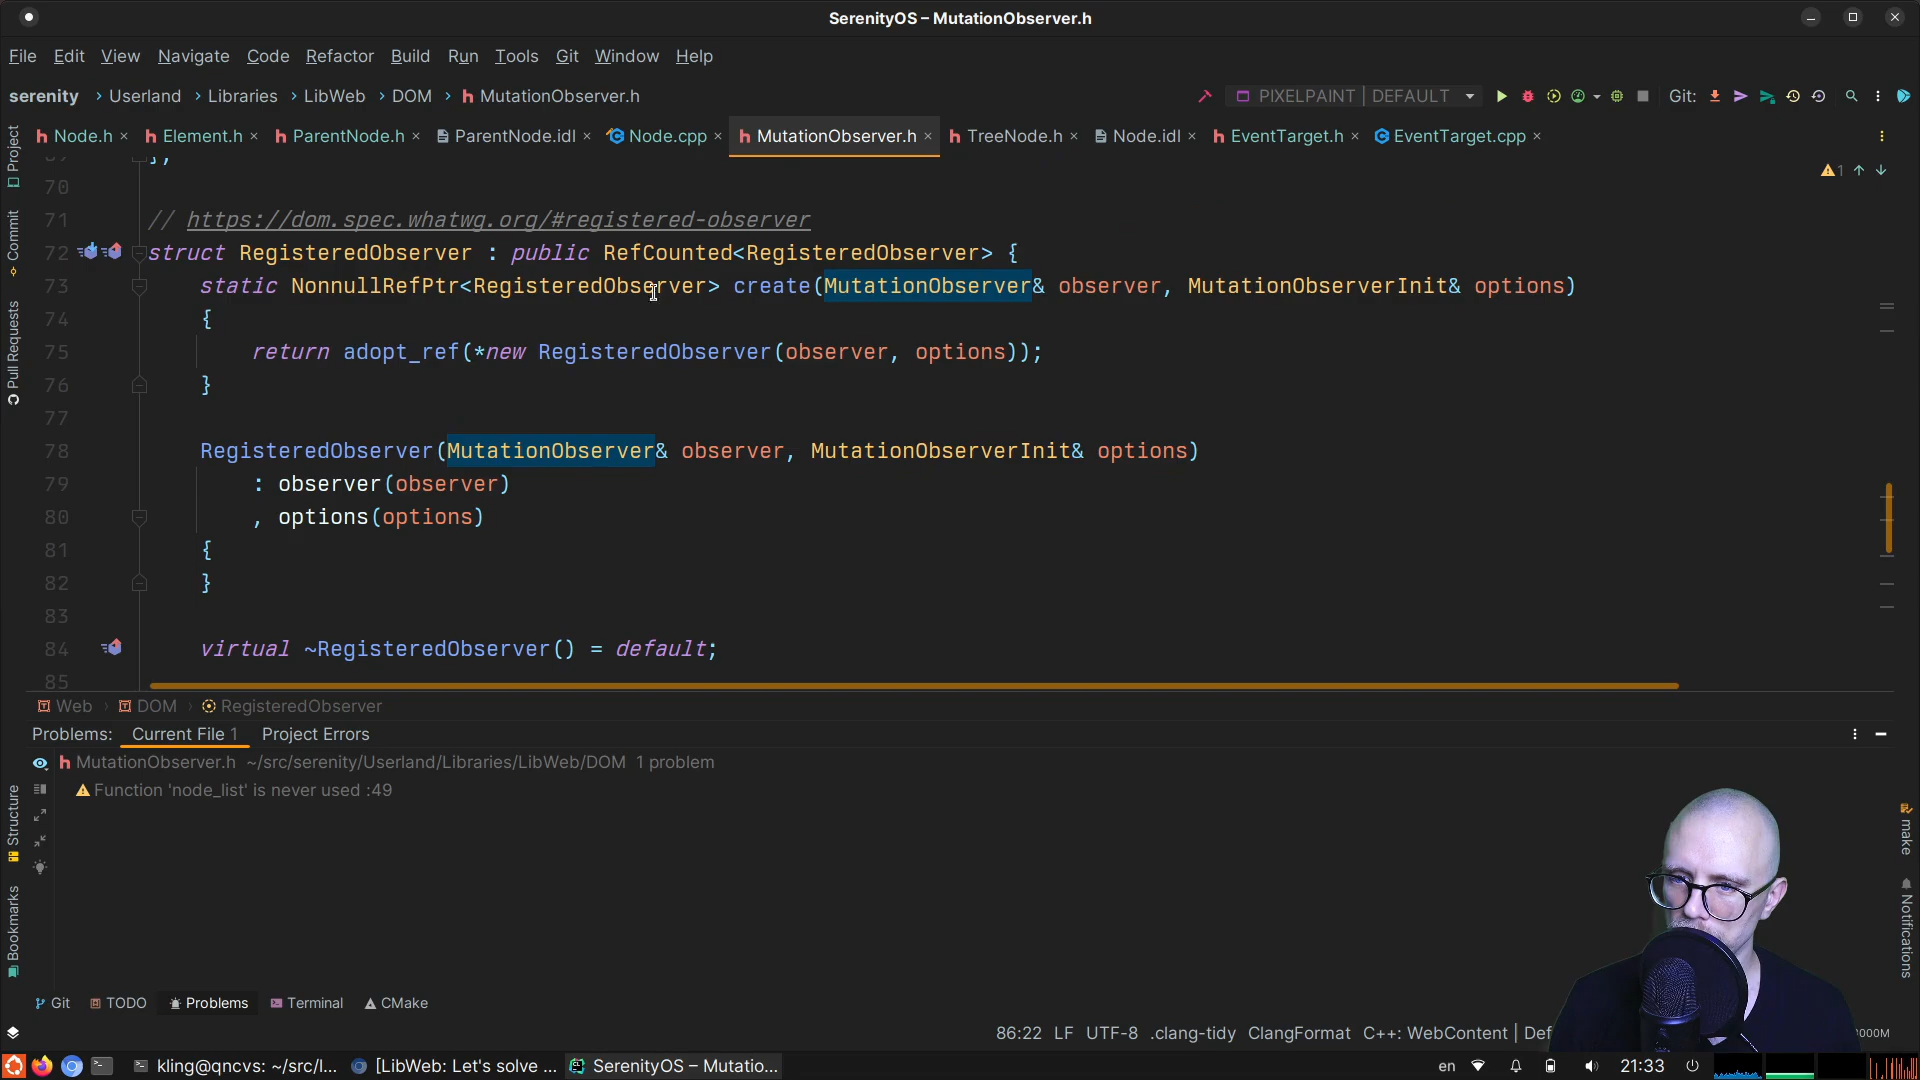 SerenityOS – MutationObserver.h
File Edit View Navigate Code Refactor Build Run Tools Git Window Help
serenity › Userland › Libraries › LibWeb › DOM › MutationObserver.h
PIXELPAINT | DEFAULT
Git:
Node.h × Element.h × ParentNode.h × ParentNode.idl × Node.cpp × MutationObserver.h × TreeNode.h × Node.idl × EventTarget.h × EventTarget.cpp ×
1
Project
Commit
Pull Requests
70
71 // https://dom.spec.whatwg.org/#registered-observer
72 struct RegisteredObserver : public RefCounted<RegisteredObserver> {
73 static NonnullRefPtr<RegisteredObserver> create(MutationObserver& observer, MutationObserverInit& options)
74 {
75 return adopt_ref(*new RegisteredObserver(observer, options));
76 }
77
78 RegisteredObserver(MutationObserver& observer, MutationObserverInit& options)
79 : observer(observer)
80 , options(options)
81 {
82 }
83
84 virtual ~RegisteredObserver() = default;
85
Web › DOM › RegisteredObserver
Problems: Current File 1 Project Errors
MutationObserver.h ~/src/serenity/Userland/Libraries/LibWeb/DOM 1 problem
Function 'node_list' is never used :49
Structure
Bookmarks
make
Notifications
Git TODO Problems Terminal CMake
86:22 LF UTF-8 .clang-tidy ClangFormat C++: WebContent | Def
000M
kling@qncvs: ~/src/l... [LibWeb: Let's solve ... SerenityOS – Mutatio... en 21:33